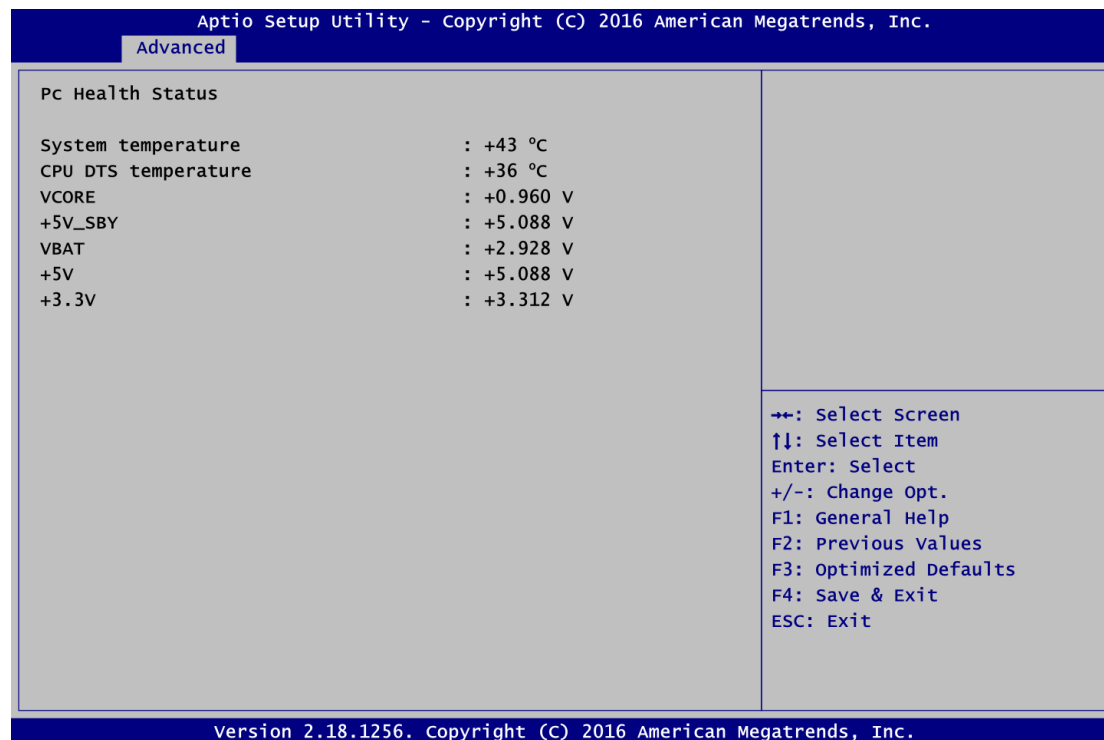 Aptio Setup Utility - Copyright (C) 2016 American Megatrends, Inc.
Advanced
Pc Health Status
System temperature : +43 °C
CPU DTS temperature : +36 °C
VCORE : +0.960 V
+5V_SBY : +5.088 V
VBAT : +2.928 V
+5V : +5.088 V
+3.3V : +3.312 V
→←: Select Screen
↑↓: Select Item
Enter: Select
+/-: Change Opt.
F1: General Help
F2: Previous Values
F3: Optimized Defaults
F4: Save & Exit
ESC: Exit
Version 2.18.1256. Copyright (C) 2016 American Megatrends, Inc.